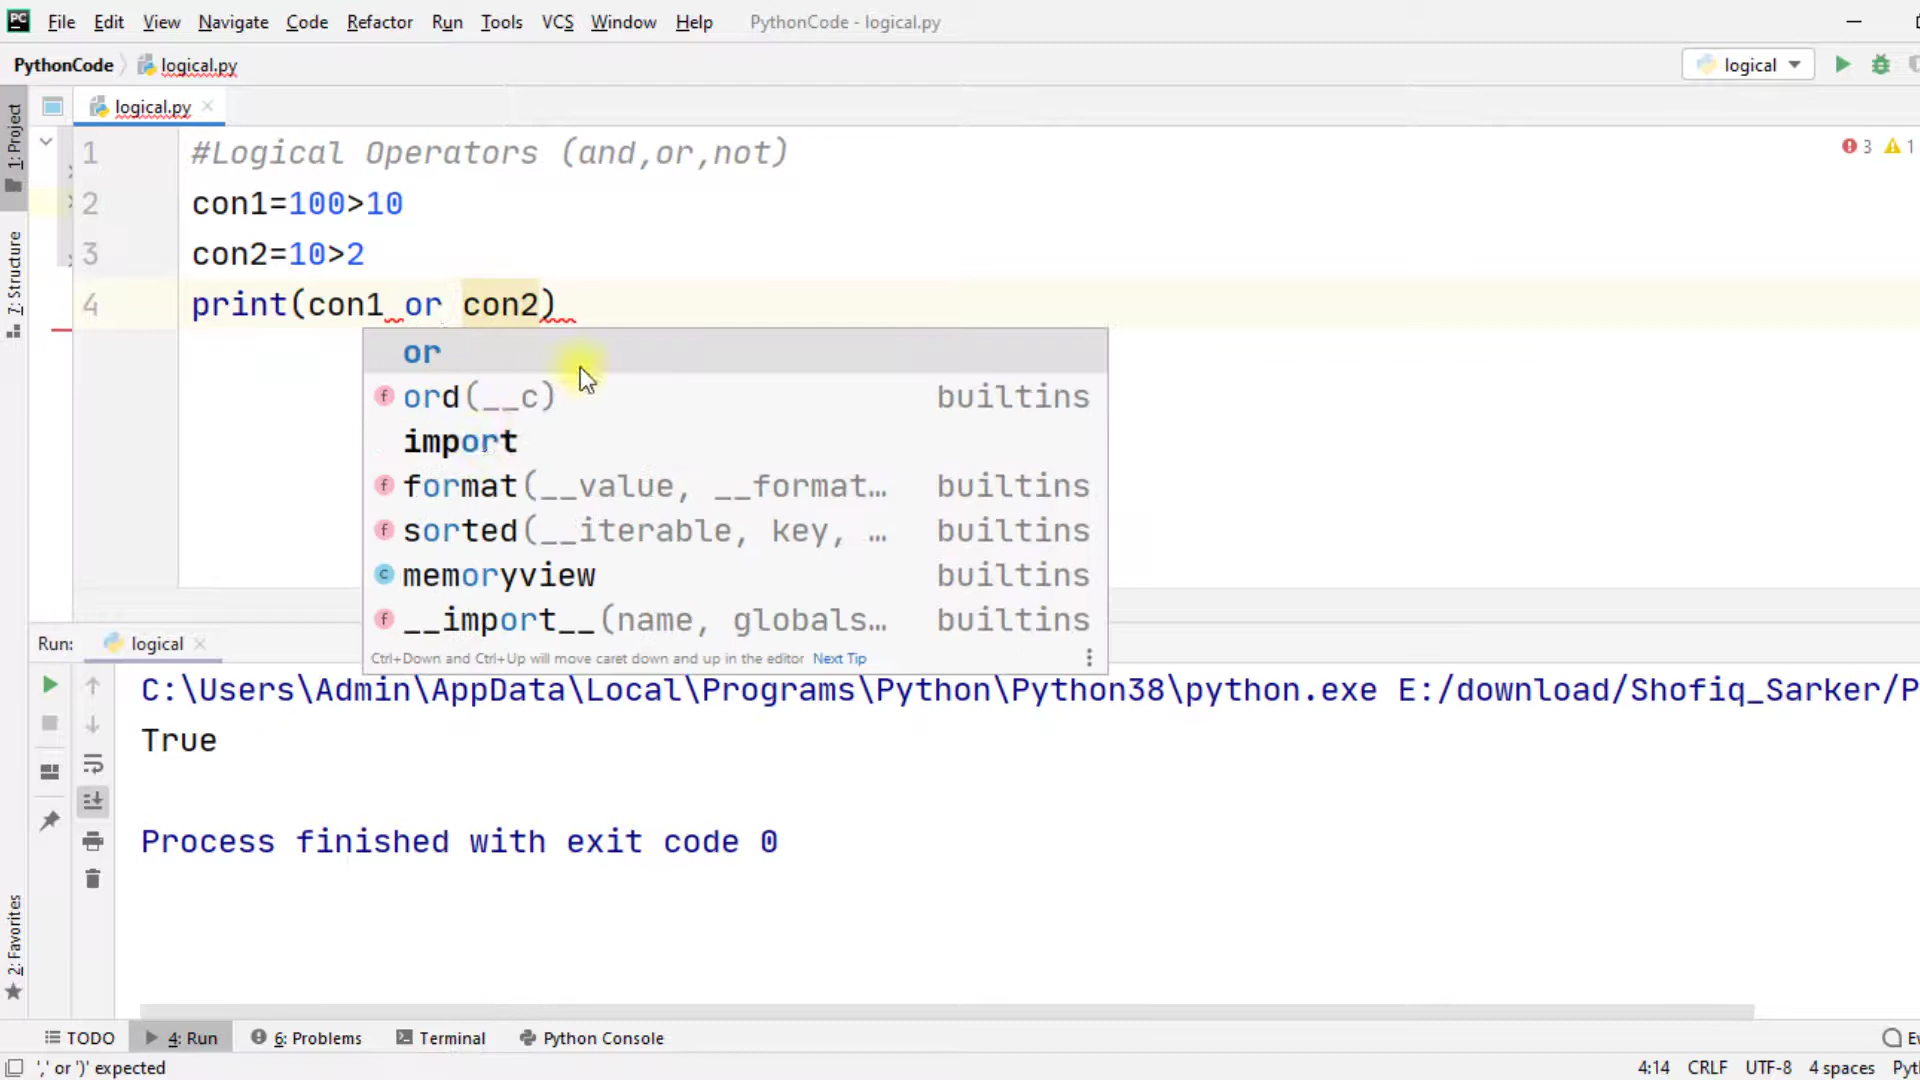 PC File Edit View Navigate Code Refactor Run Tools VCS Window Help PythonCode - logical.py
PythonCode logical.py logical
1: Project
7: Structure
2: Favorites
logical.py
3 1
1 #Logical Operators (and,or,not)
2 con1=100>10
3 con2=10>2
4 print(con1 or con2)
or
f ord(__c) builtins
import
f format(__value, __format… builtins
f sorted(__iterable, key, … builtins
c memoryview builtins
f __import__(name, globals… builtins
Ctrl+Down and Ctrl+Up will move caret down and up in the editor Next Tip
Run: logical
C:\Users\Admin\AppData\Local\Programs\Python\Python38\python.exe E:/download/Shofiq_Sarker/P
True
Process finished with exit code 0
TODO 4: Run 6: Problems Terminal Python Console Ev
',' or ')' expected 4:14 CRLF UTF-8 4 spaces Pyt